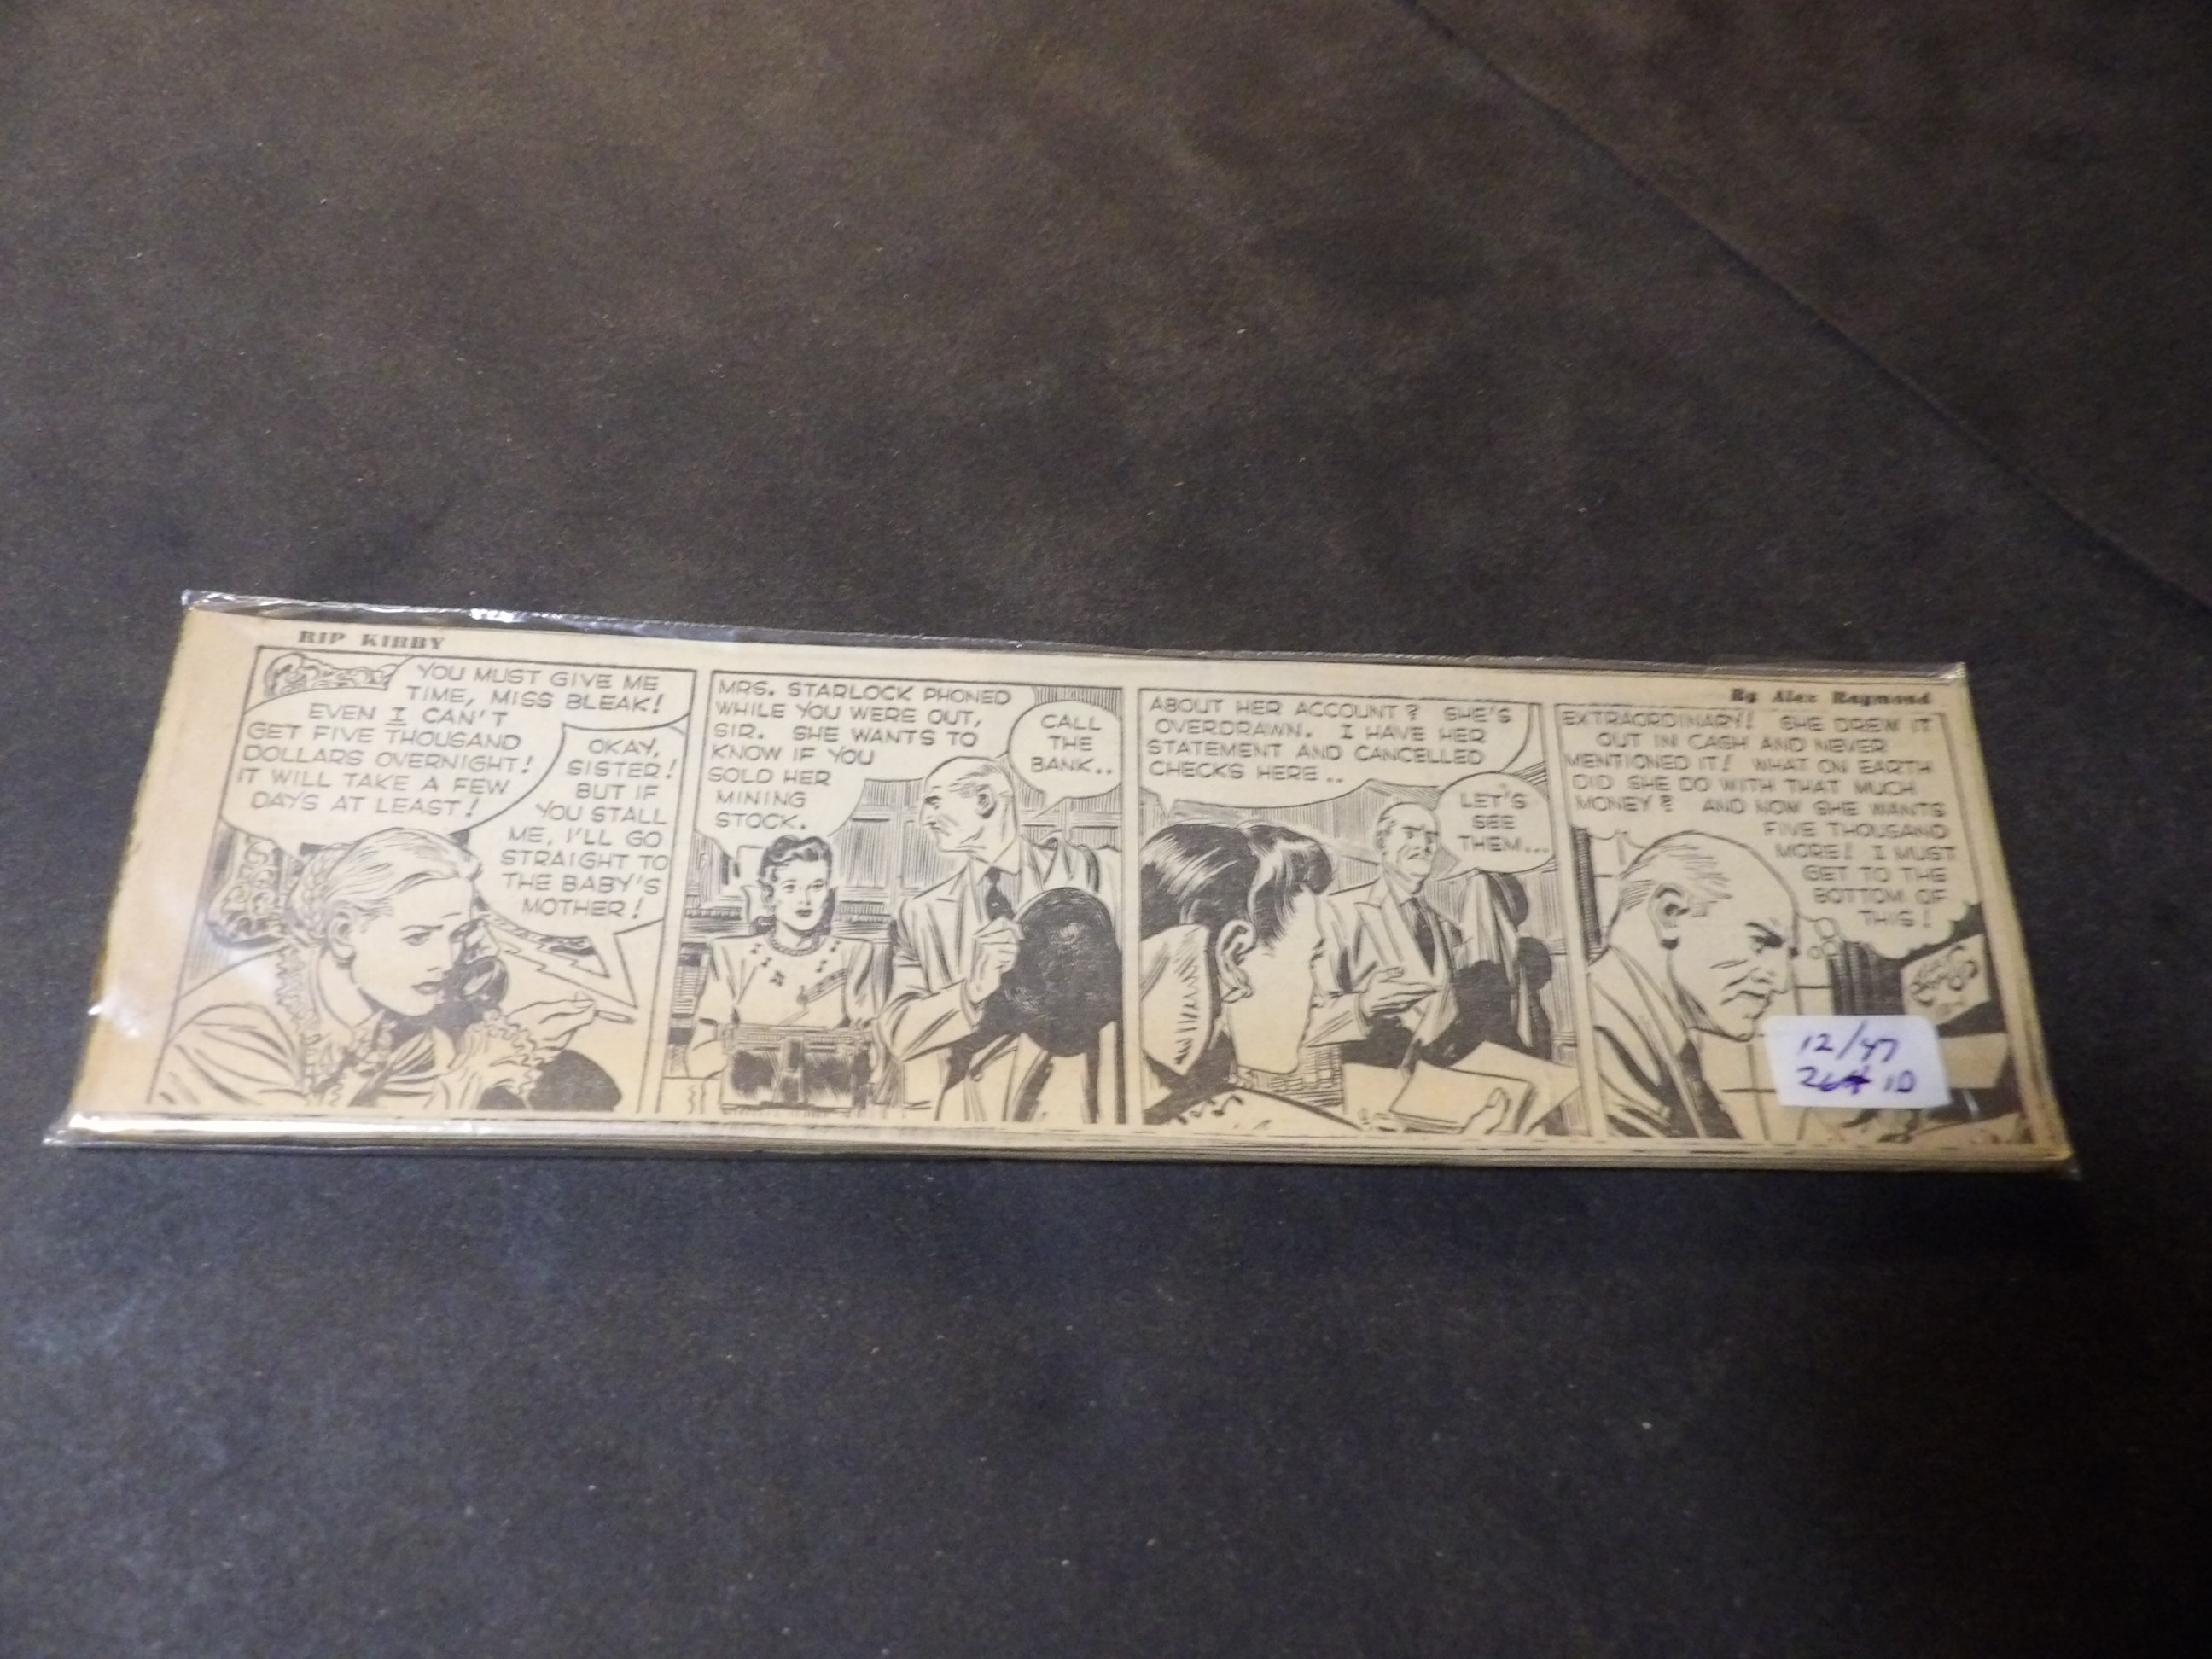 RIP KIRBY
By Alex Raymond
YOU MUST GIVE ME
TIME, MISS BLEAK!
EVEN I CAN'T
GET FIVE THOUSAND
DOLLARS OVERNIGHT!
IT WILL TAKE A FEW
DAYS AT LEAST!
OKAY,
SISTER!
BUT IF
YOU STALL
ME, I'LL GO
STRAIGHT TO
THE BABY'S
MOTHER!
MRS. STARLOCK PHONED
WHILE YOU WERE OUT,
SIR. SHE WANTS TO
KNOW IF YOU
SOLD HER
MINING
STOCK.
CALL
THE
BANK..
ABOUT HER ACCOUNT? SHE'S
OVERDRAWN. I HAVE HER
STATEMENT AND CANCELLED
CHECKS HERE..
LET'S
SEE
THEM...
EXTRAORDINARY! SHE DREW IT
OUT IN CASH AND NEVER
MENTIONED IT! WHAT ON EARTH
DID SHE DO WITH THAT MUCH
MONEY? AND NOW SHE WANTS
FIVE THOUSAND
MORE! I MUST
GET TO THE
BOTTOM OF
THIS!
12/47